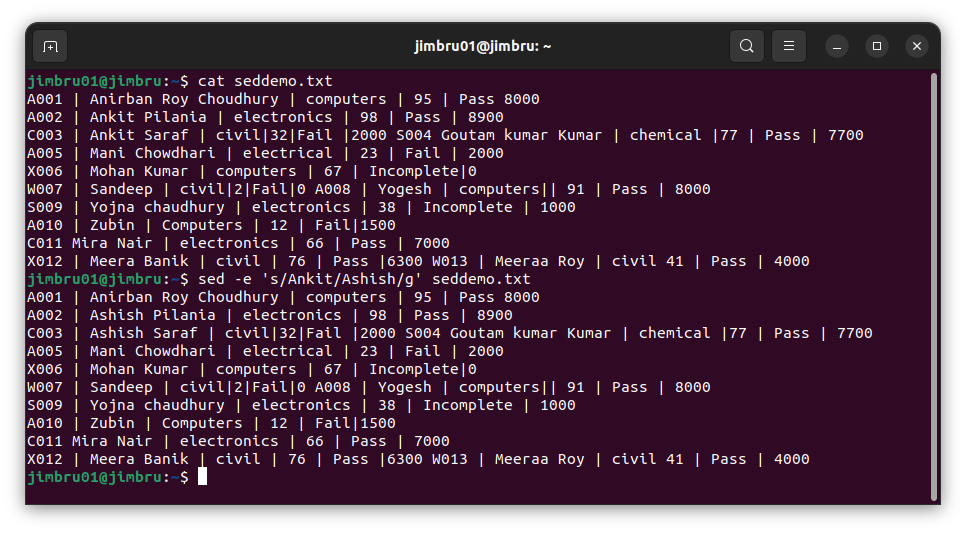 jimbru01@jimbru: ~
jimbru01@jimbru:~$ cat seddemo.txt
A001 | Anirban Roy Choudhury | computers | 95 | Pass 8000
A002 | Ankit Pilania | electronics | 98 | Pass | 8900
C003 | Ankit Saraf | civil|32|Fail |2000 S004 Goutam kumar Kumar | chemical |77 | Pass | 7700
A005 | Mani Chowdhari | electrical | 23 | Fail | 2000
X006 | Mohan Kumar | computers | 67 | Incomplete|0
W007 | Sandeep | civil|2|Fail|0 A008 | Yogesh | computers|| 91 | Pass | 8000
S009 | Yojna chaudhury | electronics | 38 | Incomplete | 1000
A010 | Zubin | Computers | 12 | Fail|1500
C011 Mira Nair | electronics | 66 | Pass | 7000
X012 | Meera Banik | civil | 76 | Pass |6300 W013 | Meeraa Roy | civil 41 | Pass | 4000
jimbru01@jimbru:~$ sed -e 's/Ankit/Ashish/g' seddemo.txt
A001 | Anirban Roy Choudhury | computers | 95 | Pass 8000
A002 | Ashish Pilania | electronics | 98 | Pass | 8900
C003 | Ashish Saraf | civil|32|Fail |2000 S004 Goutam kumar Kumar | chemical |77 | Pass | 7700
A005 | Mani Chowdhari | electrical | 23 | Fail | 2000
X006 | Mohan Kumar | computers | 67 | Incomplete|0
W007 | Sandeep | civil|2|Fail|0 A008 | Yogesh | computers|| 91 | Pass | 8000
S009 | Yojna chaudhury | electronics | 38 | Incomplete | 1000
A010 | Zubin | Computers | 12 | Fail|1500
C011 Mira Nair | electronics | 66 | Pass | 7000
X012 | Meera Banik | civil | 76 | Pass |6300 W013 | Meeraa Roy | civil 41 | Pass | 4000
jimbru01@jimbru:~$